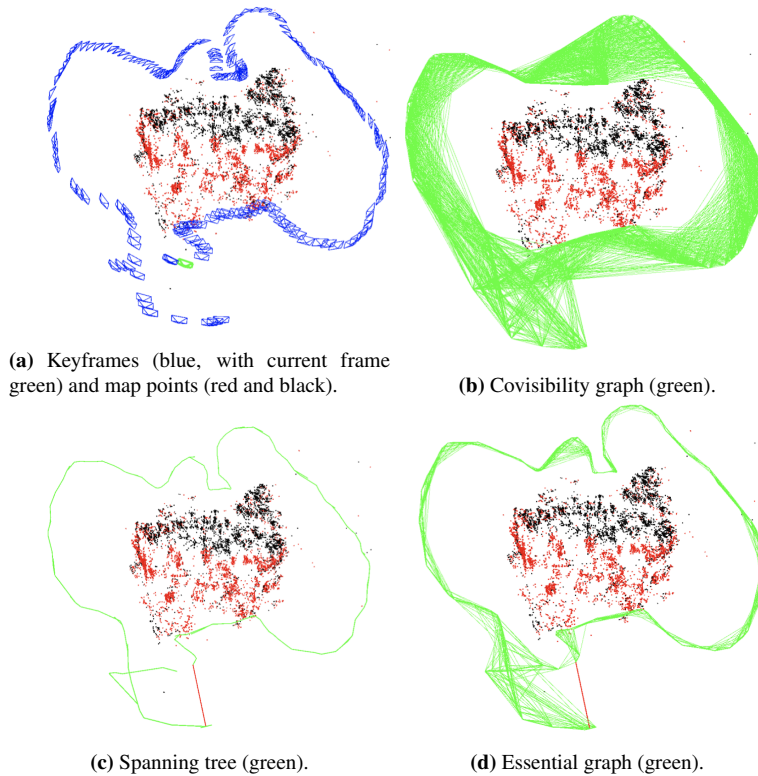 (a) Keyframes (blue, with current frame
green) and map points (red and black).
(b) Covisibility graph (green).
(c) Spanning tree (green).
(d) Essential graph (green).